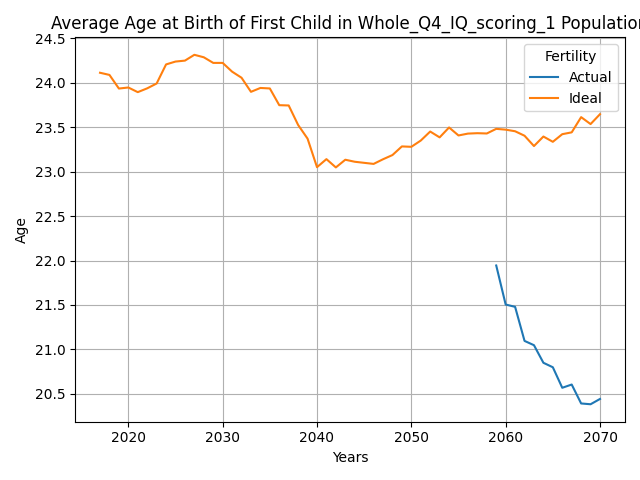 Average Age at Birth of First Child in Whole_Q4_IQ_scoring_1 Population
24.5
24.0
23.5
23.0
22.5
22.0
21.5
21.0
20.5
Age
Fertility
Actual
Ideal
2020 2030 2040 2050 2060 2070
Years